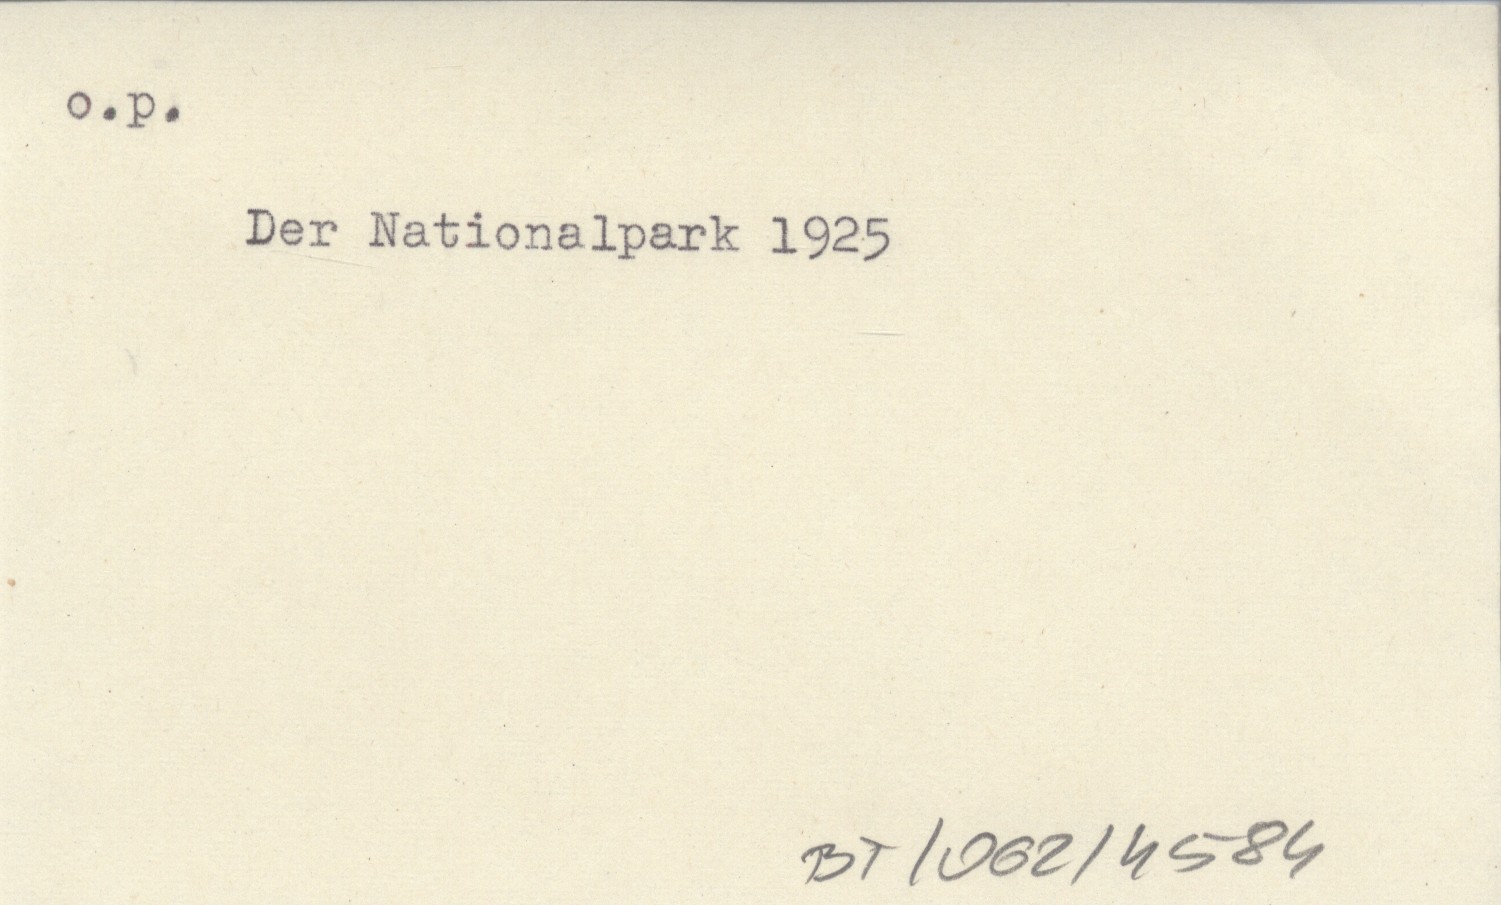 o.p.
Der Nationalpark 1925
BT/062/4584